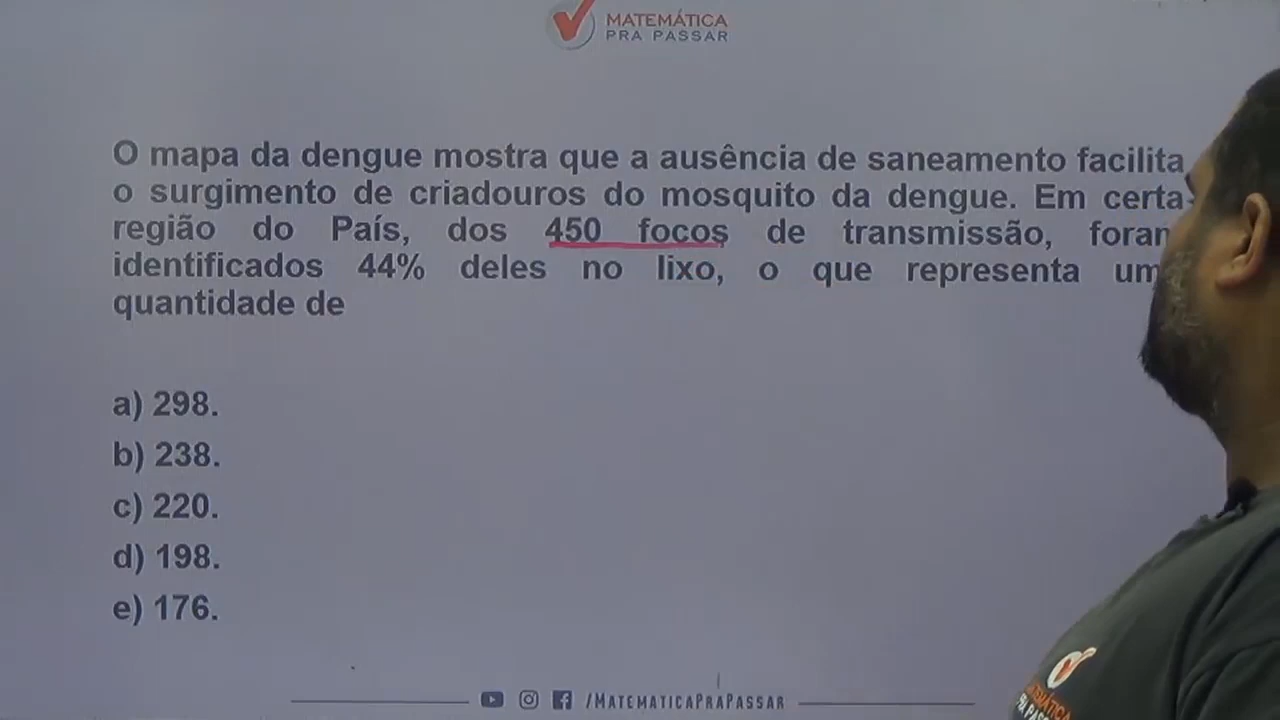 MATEMÁTICA
PRA PASSAR
O mapa da dengue mostra que a ausência de saneamento facilita
o surgimento de criadouros do mosquito da dengue. Em certa
região do País, dos 450 focos de transmissão, foran
identificados 44% deles no lixo, o que representa um
quantidade de
a) 298.
b) 238.
c) 220.
d) 198.
e) 176.
/MATEMATICAPRAPASSAR